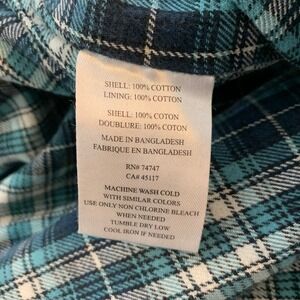 SHELL: 100% COTTON
LINING: 100% COTTON
SHELL: 100% COTON
DOUBLURE: 100% COTON
MADE IN BANGLADESH
FABRIQUE EN BANGLADESH
RN# 74747
CA# 45117
MACHINE WASH COLD
WITH SIMILAR COLORS
USE ONLY NON CHLORINE BLEACH
WHEN NEEDED
TUMBLE DRY LOW
COOL IRON IF NEEDED